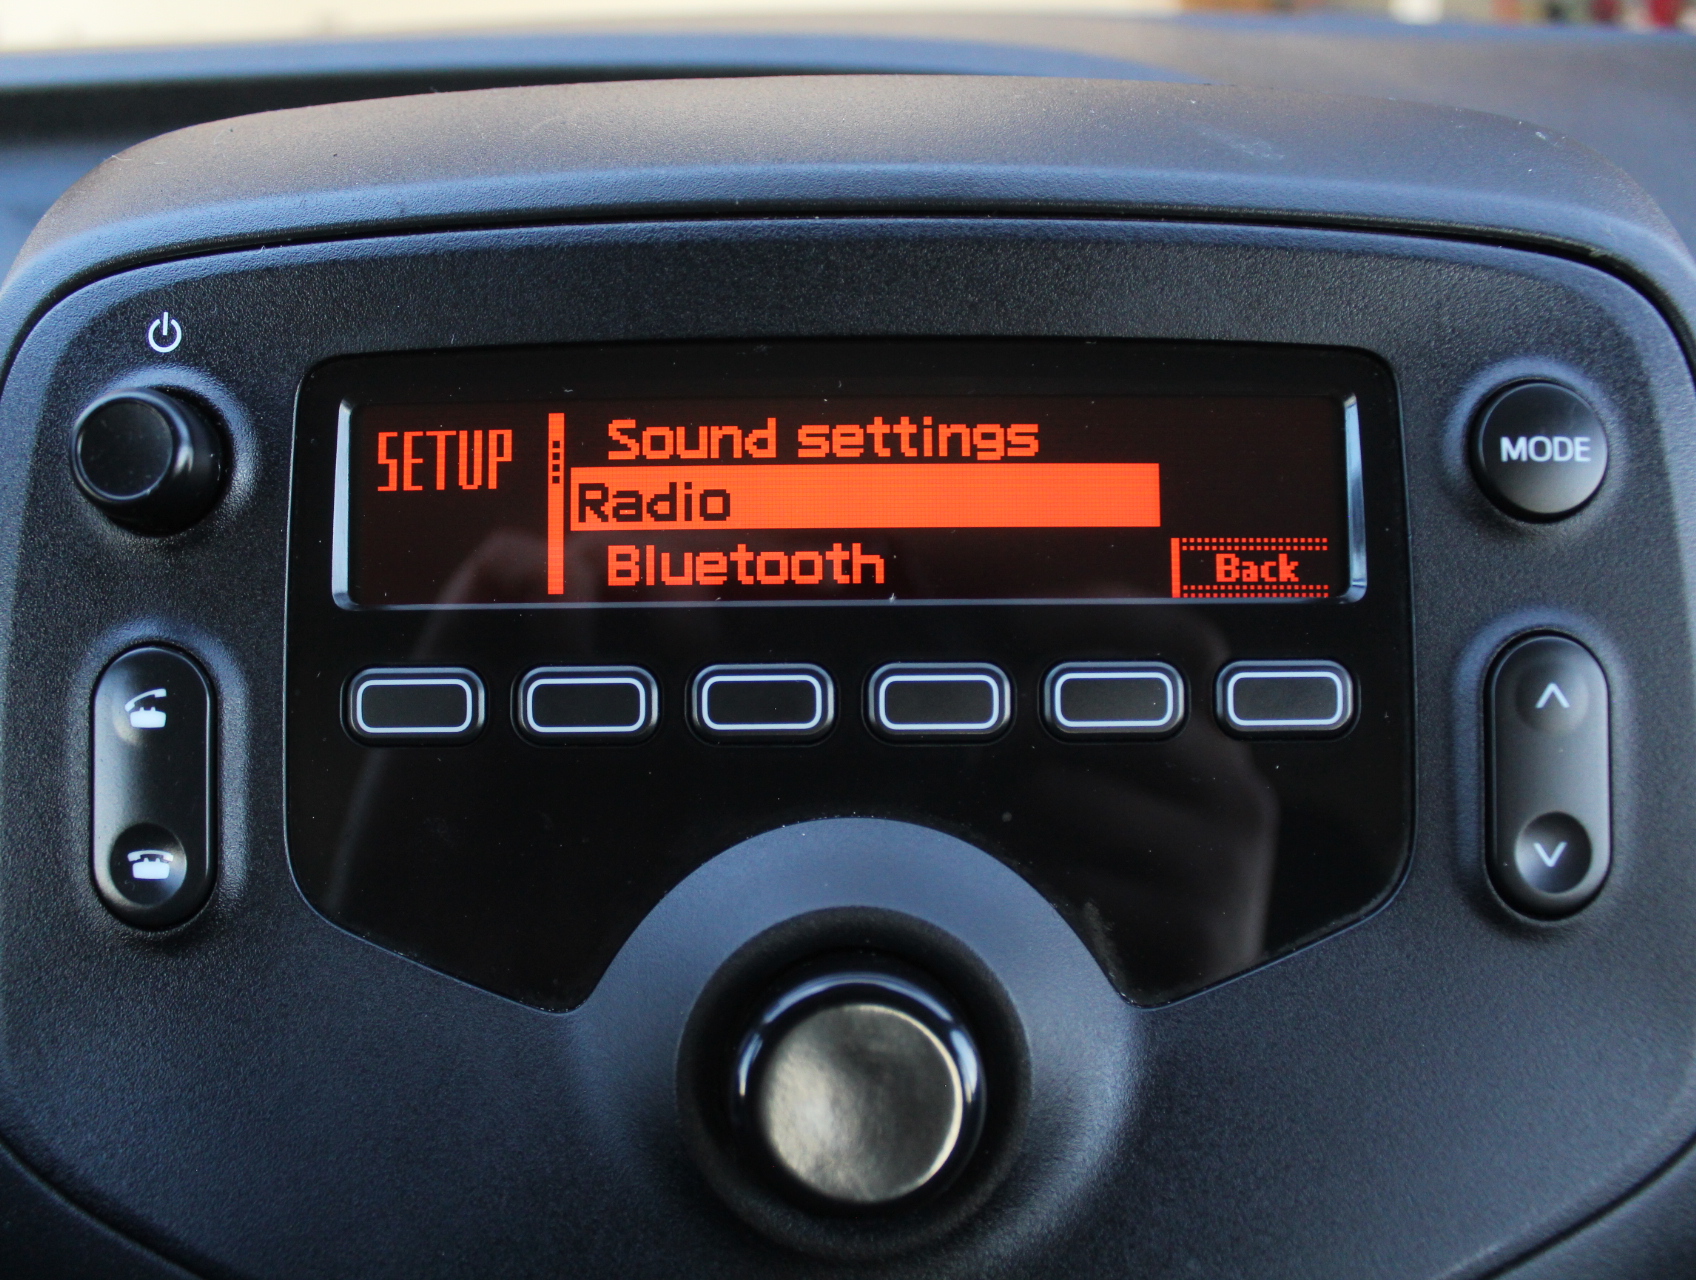 SETUP
Sound settings
Radio
Bluetooth
Back
MODE